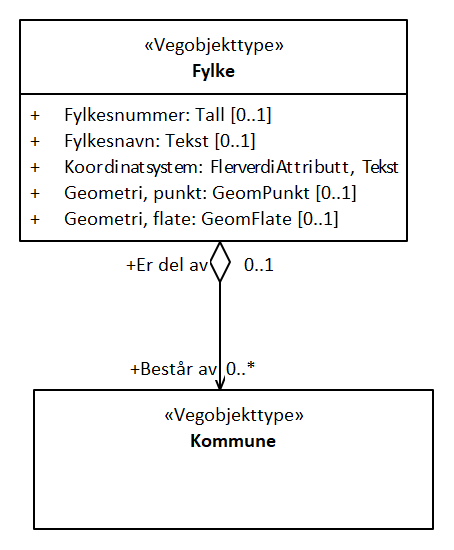 «Vegobjekttype»
Fylke
+ Fylkesnummer: Tall [0..1]
+ Fylkesnavn: Tekst [0..1]
+ Koordinatsystem: FlerverdiAttributt, Tekst
+ Geometri, punkt: GeomPunkt [0..1]
+ Geometri, flate: GeomFlate [0..1]
+Er del av 0..1
+Består av 0..*
«Vegobjekttype»
Kommune